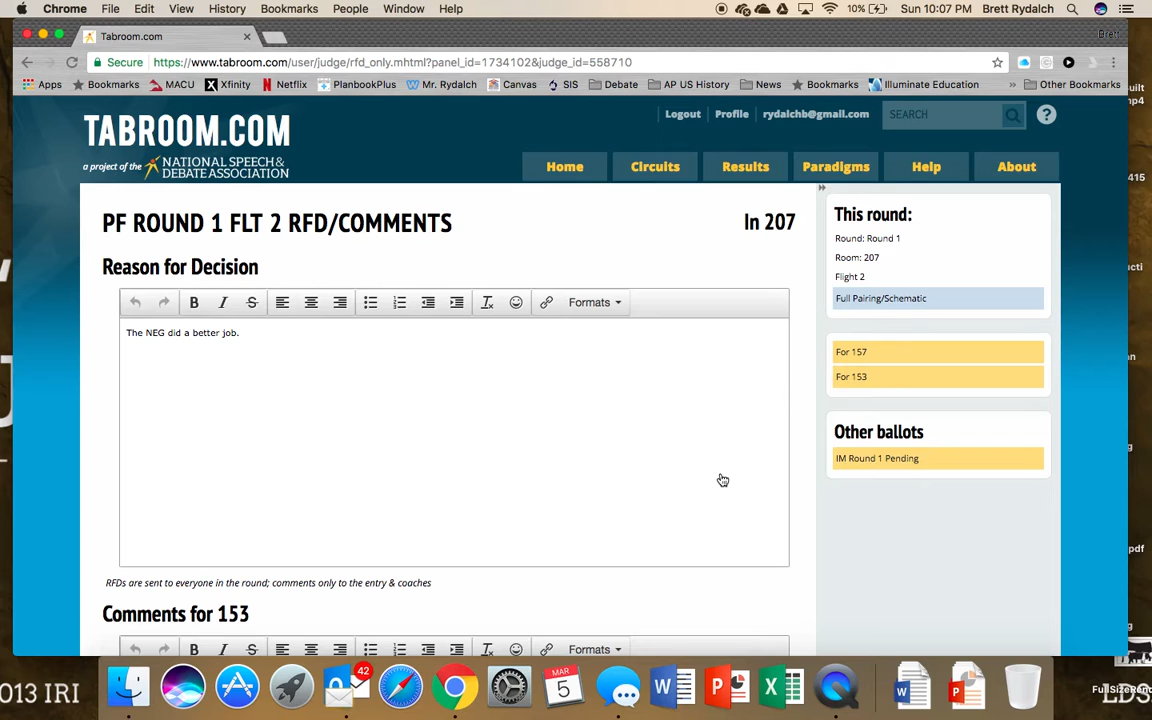 Chrome File Edit View History Bookmarks People Window Help 10% Sun 10:07 PM Brett Rydalch
Tabroom.com
Brett
Secure https://www.tabroom.com/user/judge/rfd_only.mhtml?panel_id=1734102&judge_id=558710
Apps Bookmarks MACU Xfinity Netflix PlanbookPlus Mr. Rydalch Canvas SIS Debate AP US History News Bookmarks Illuminate Education » Other Bookmarks
TABROOM.COM
a project of the NATIONAL SPEECH & DEBATE ASSOCIATION
Logout Profile rydalchb@gmail.com SEARCH ?
Home Circuits Results Paradigms Help About
PF ROUND 1 FLT 2 RFD/COMMENTS In 207
Reason for Decision
B I S Formats
The NEG did a better job.
RFDs are sent to everyone in the round; comments only to the entry & coaches
Comments for 153
B I S Formats
This round:
Round: Round 1
Room: 207
Flight 2
Full Pairing/Schematic
For 157
For 153
Other ballots
IM Round 1 Pending
42
MAR
5
013 IRI
LDS